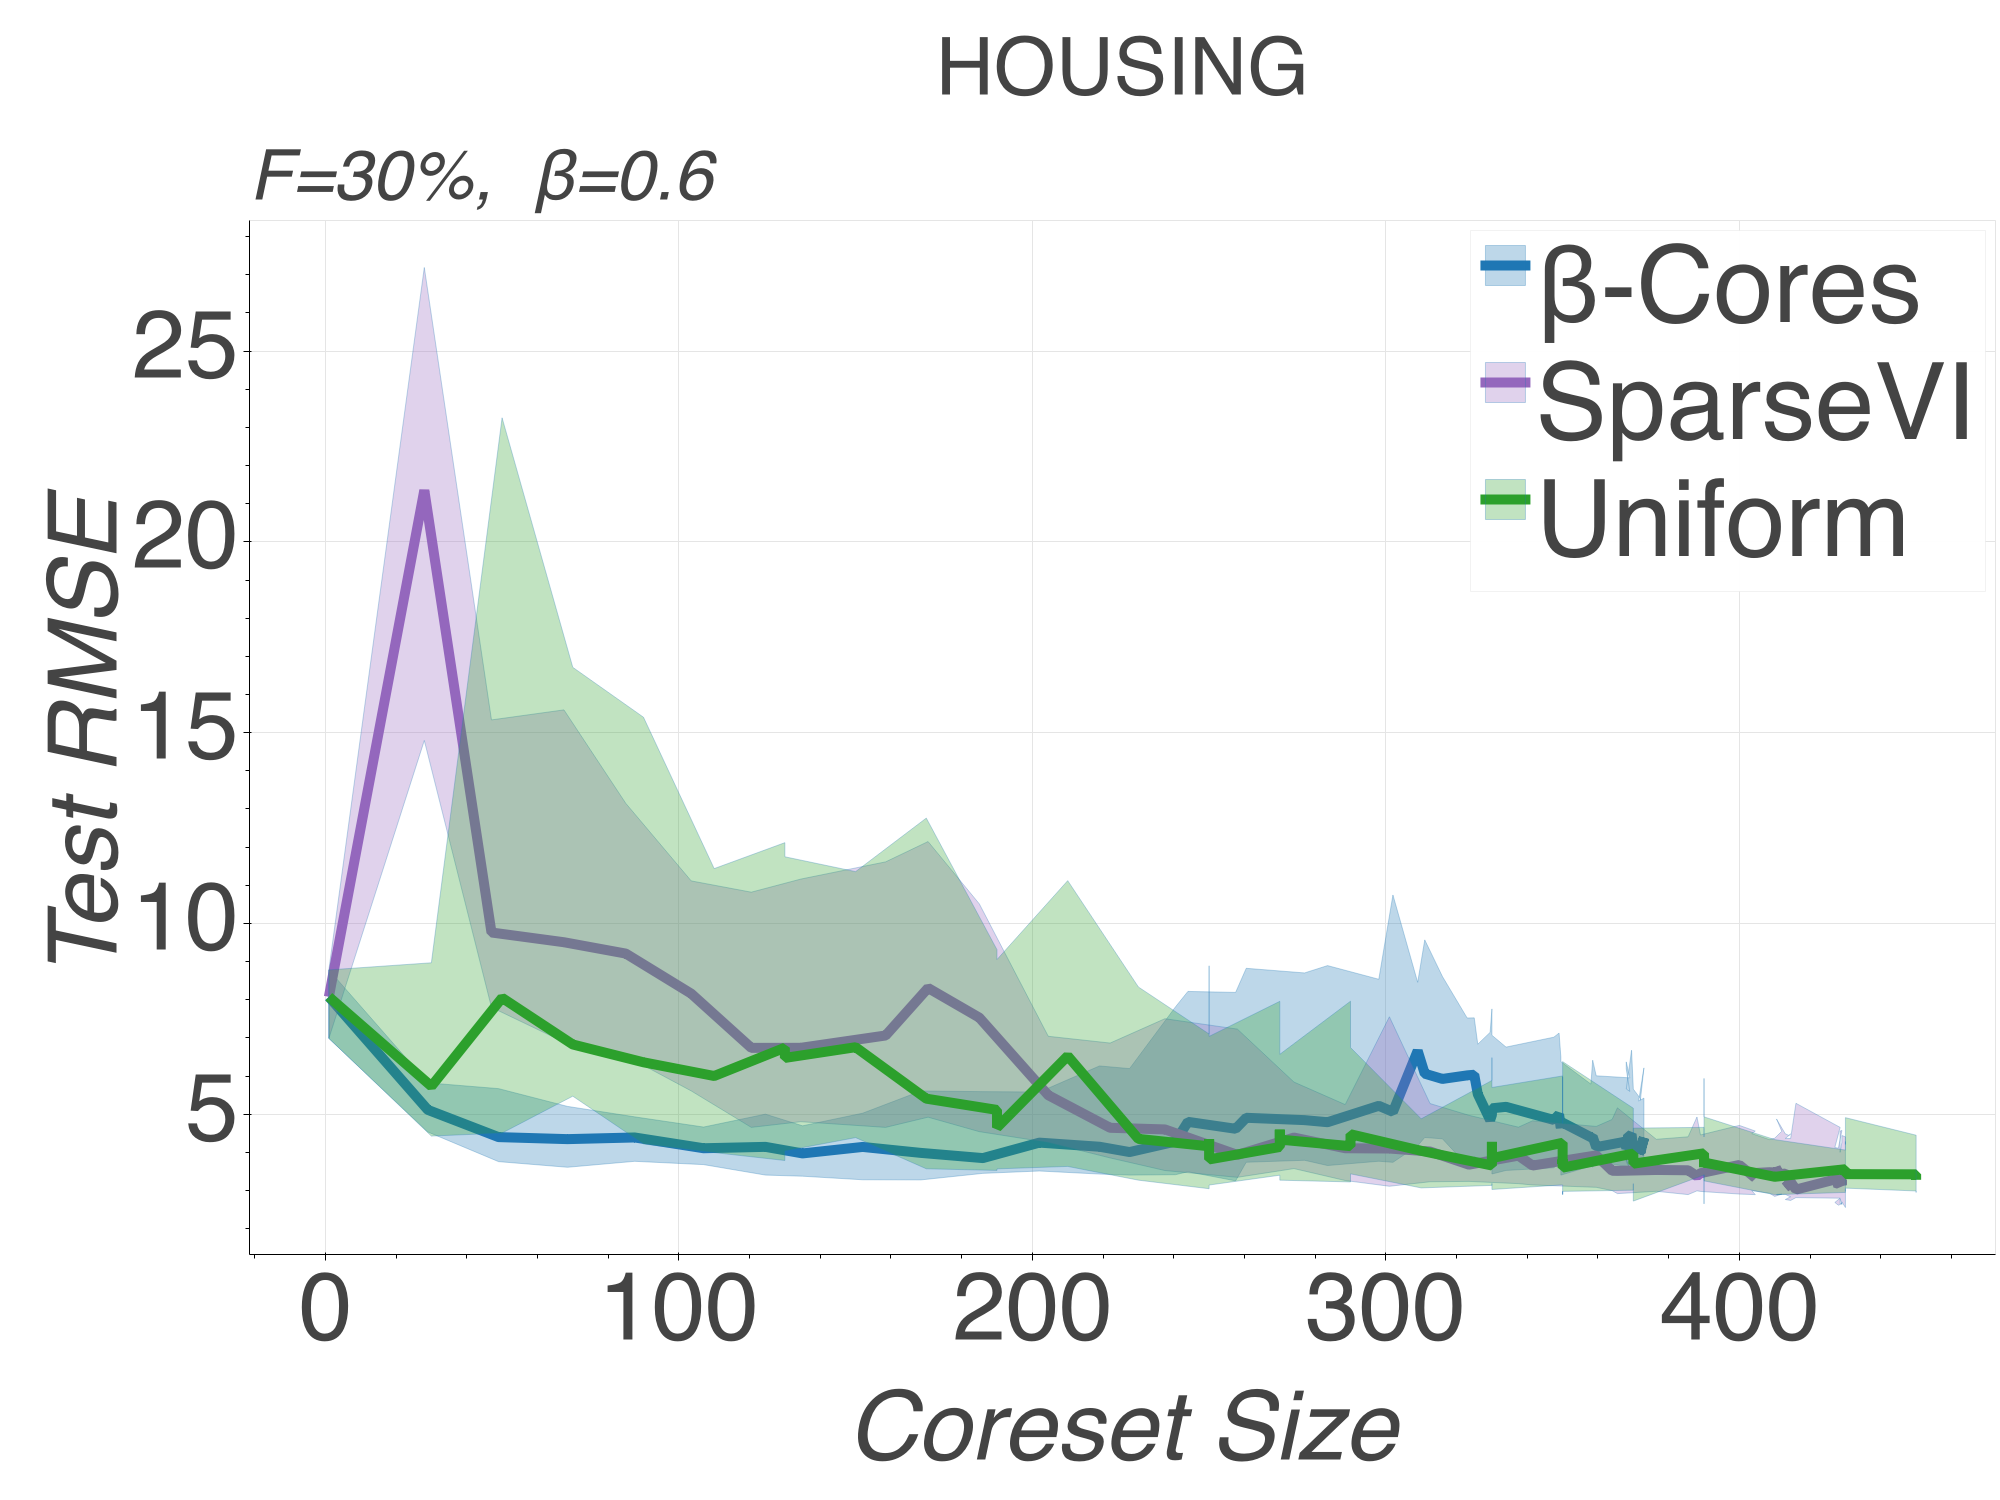 HOUSING
F=30%, β=0.6
β-Cores
SparseVI
Uniform
Test RMSE
25
20
15
10
5
0 100 200 300 400
Coreset Size